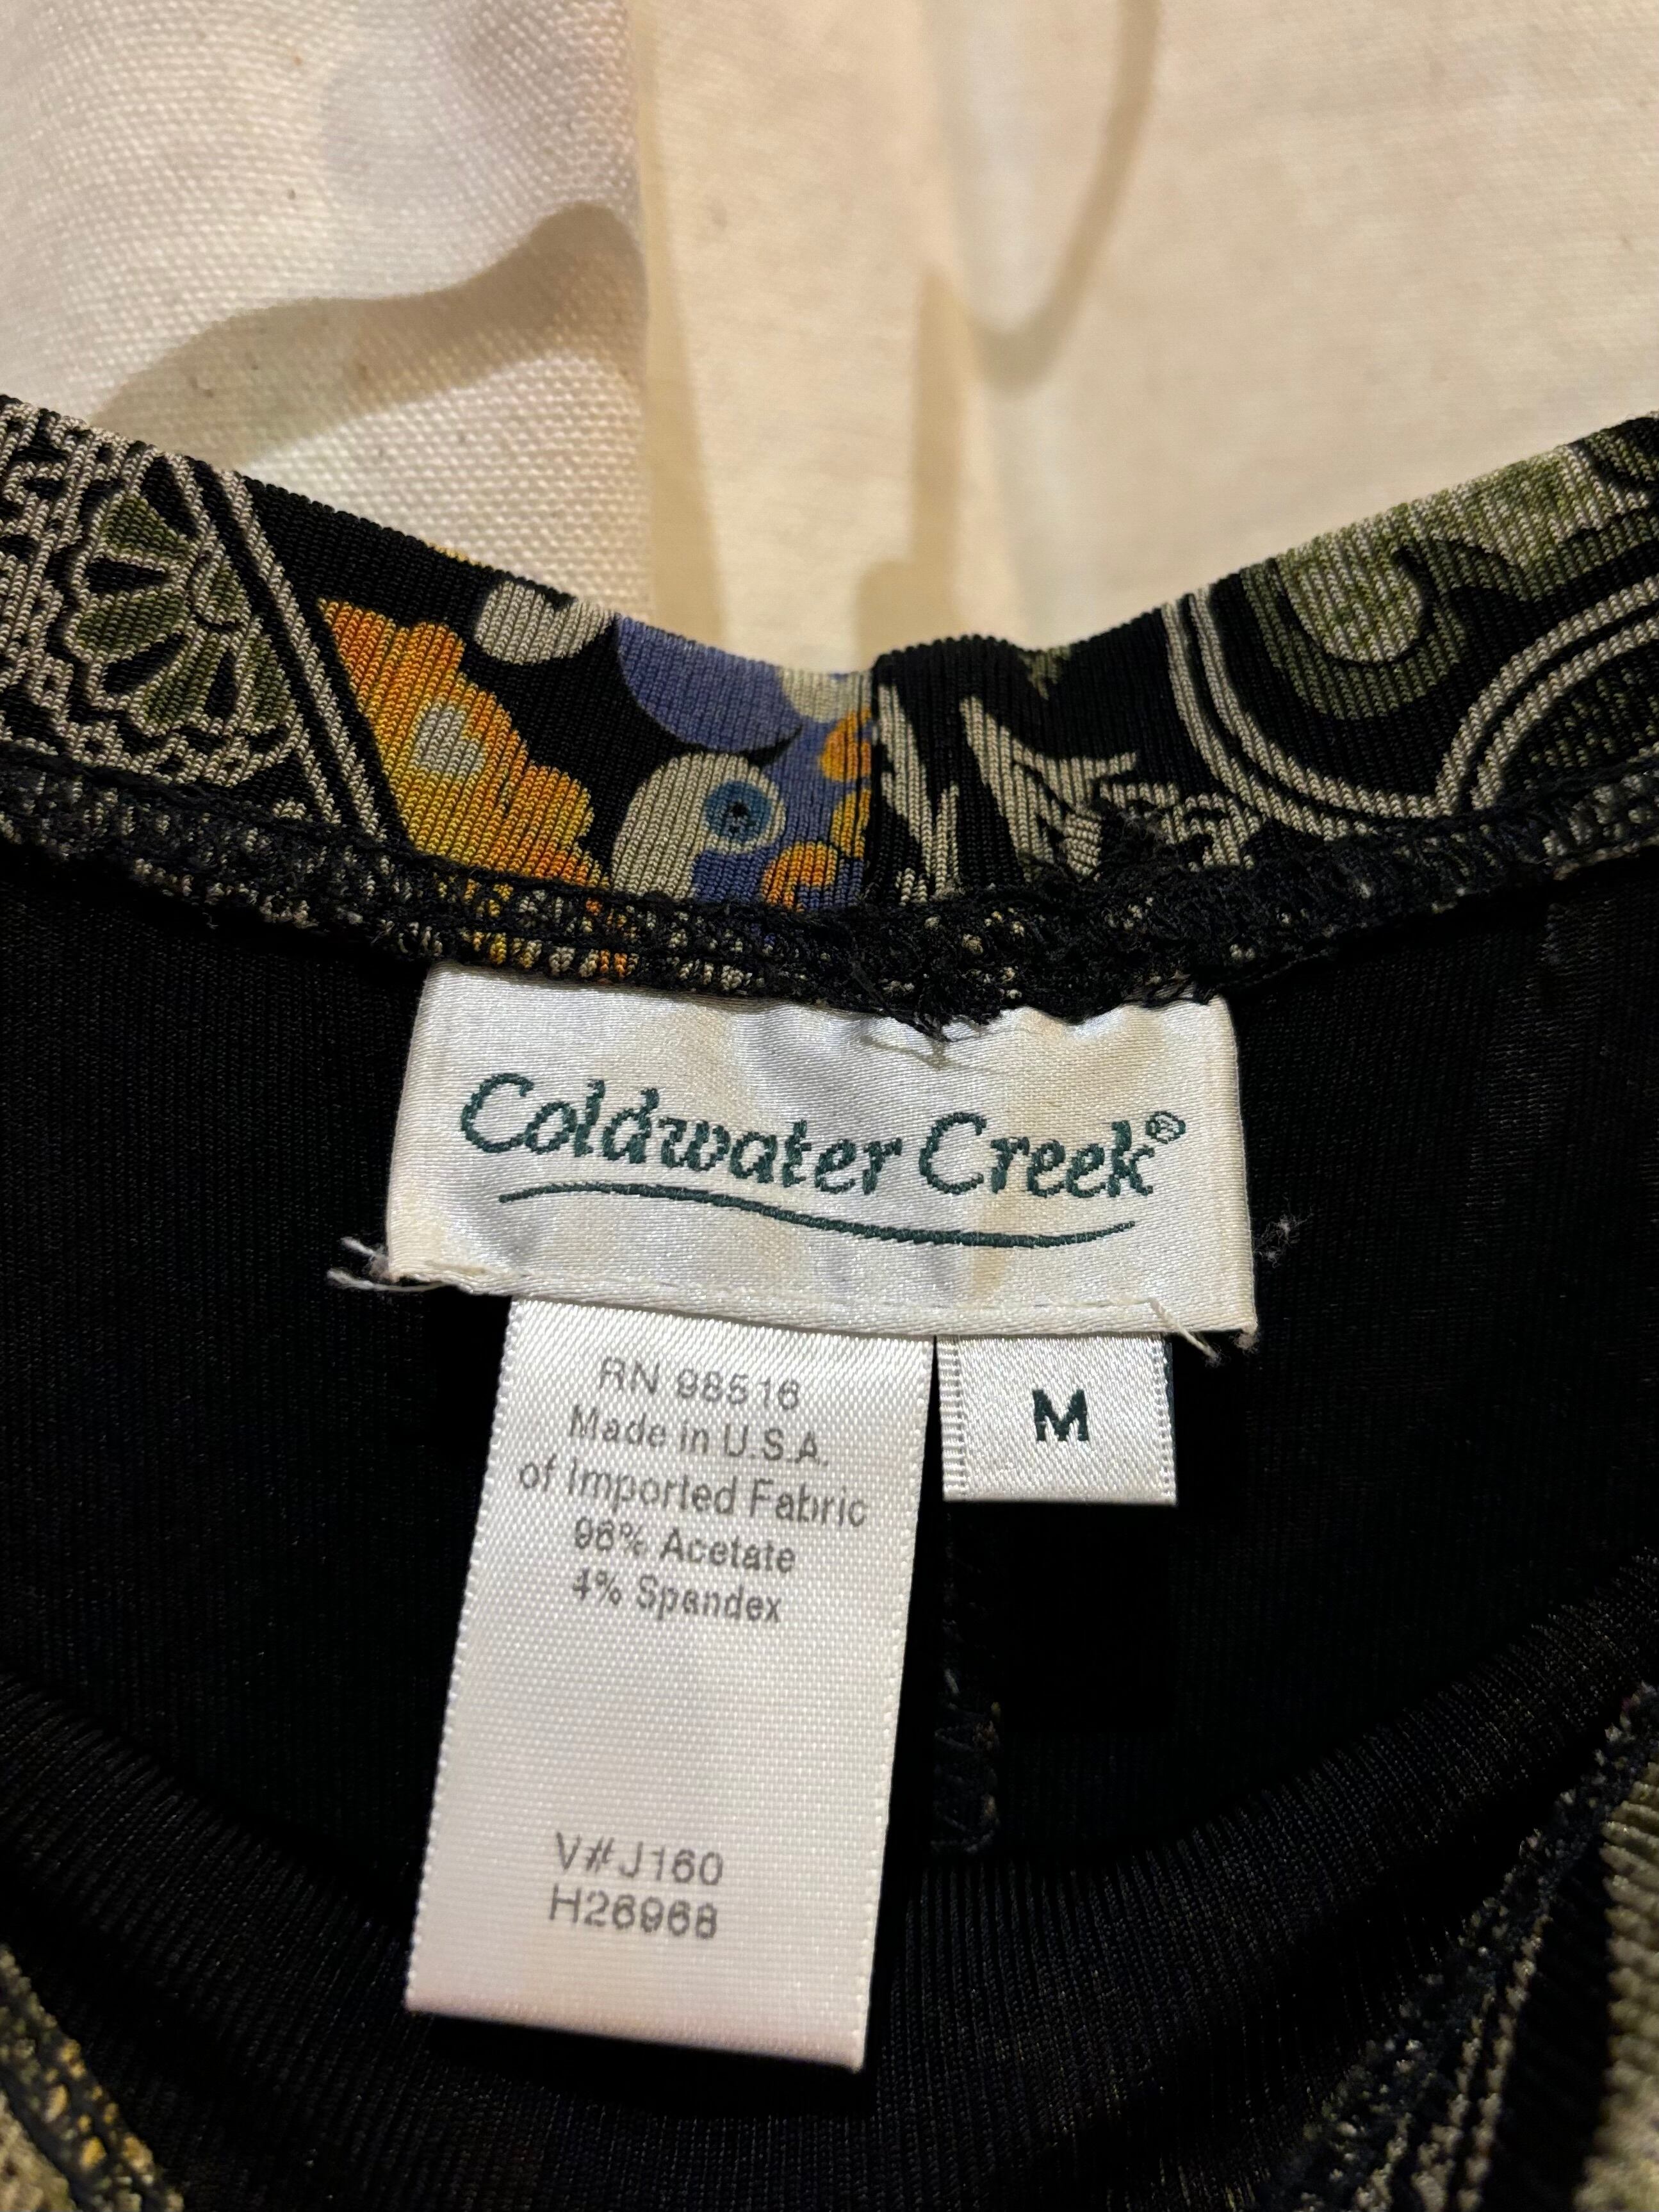 Coldwater Creek®
RN 98516
Made in U.S.A.
of Imported Fabric
96% Acetate
4% Spandex
V#J160
H26968
M